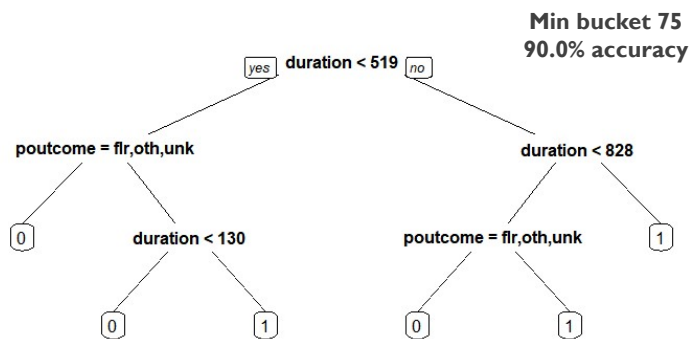 Min bucket 75
90.0% accuracy
yes duration < 519 no
poutcome = flr,oth,unk
duration < 828
0
duration < 130
poutcome = flr,oth,unk
1
0
1
0
1